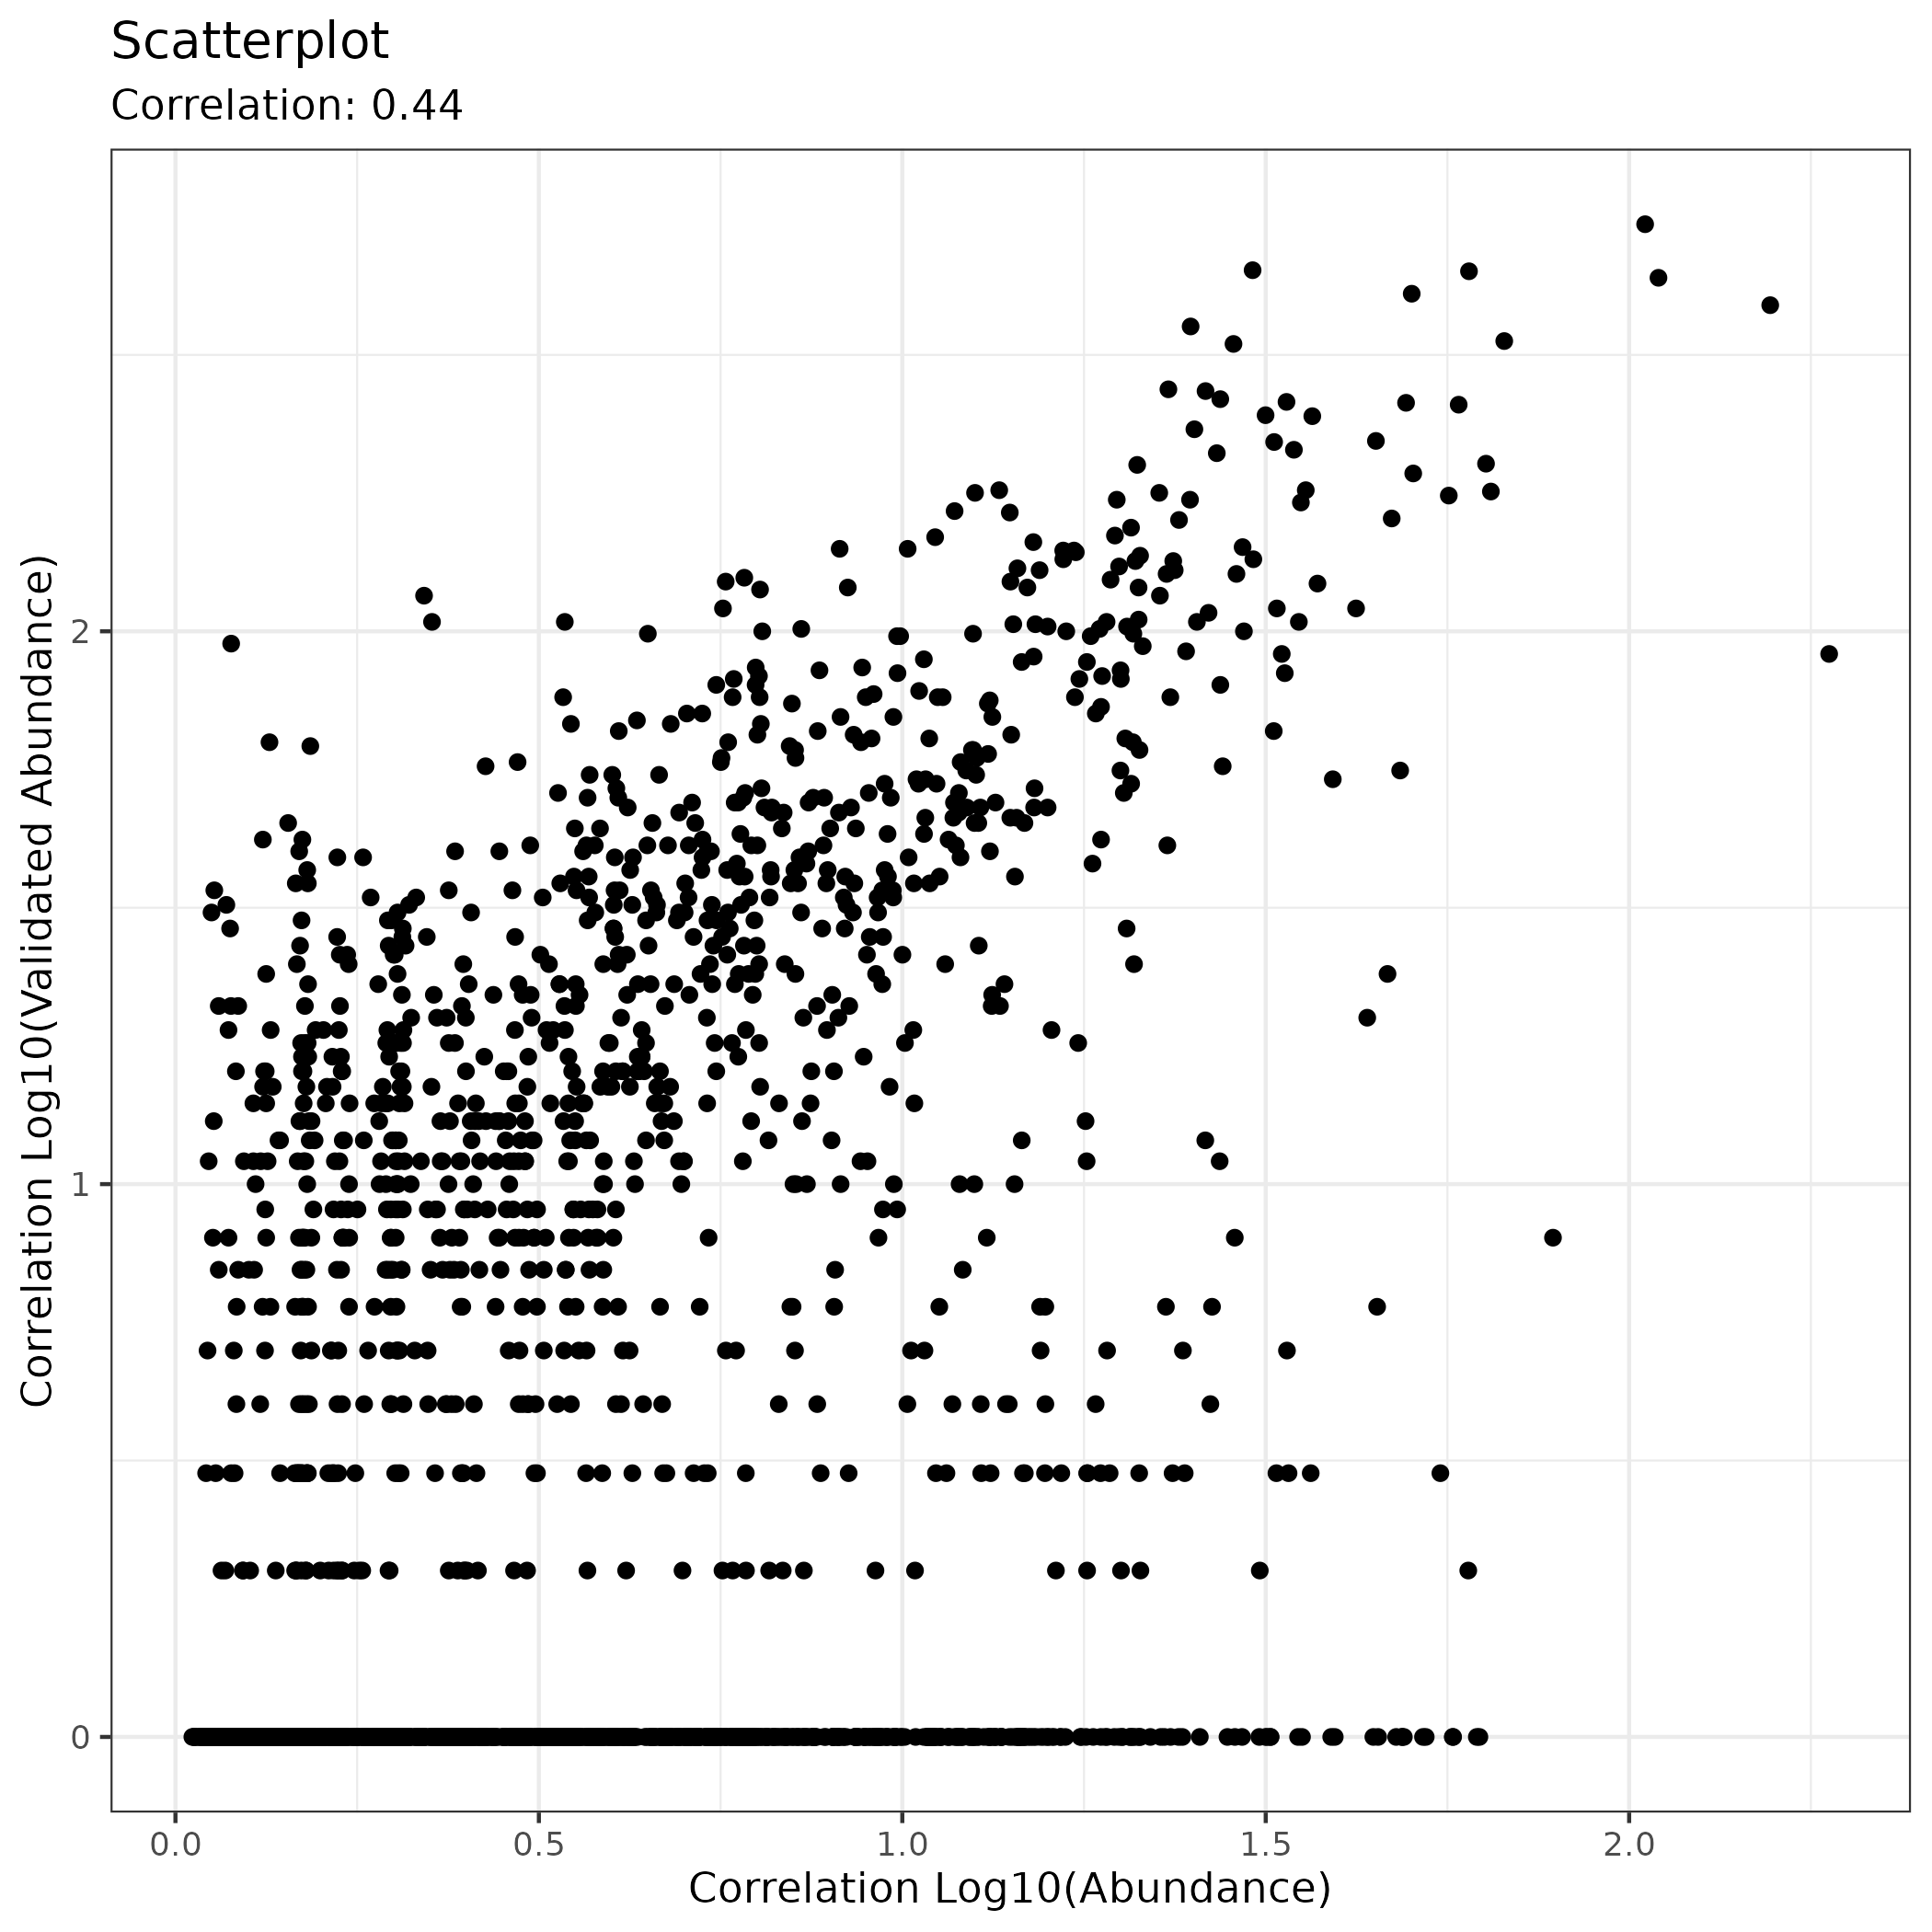 Scatterplot
Correlation: 0.44
Correlation Log10(Validated Abundance)
2
1
0
0.0 0.5 1.0 1.5 2.0
Correlation Log10(Abundance)